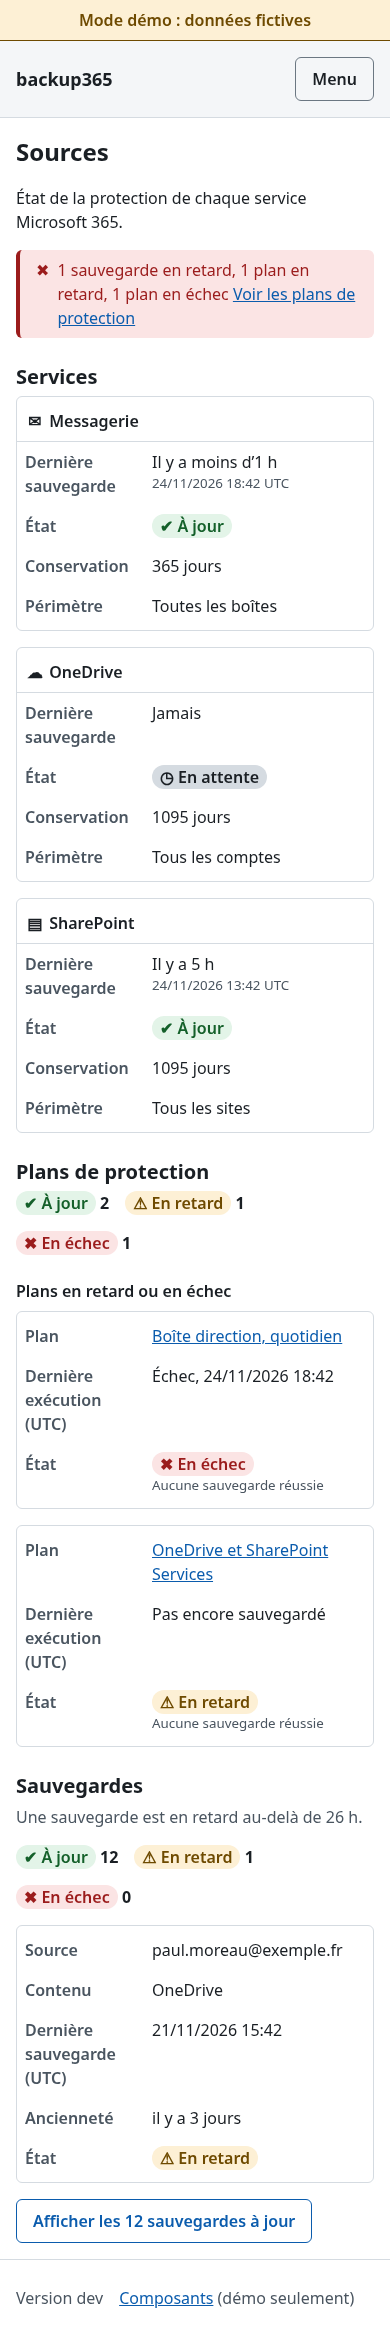 Mode démo : données fictives
backup365
Menu
Sources
État de la protection de chaque service
Microsoft 365.
✖ 1 sauvegarde en retard, 1 plan en
retard, 1 plan en échec Voir les plans de
protection
Services
✉ Messagerie
Dernière
sauvegarde
Il y a moins d’1 h
24/11/2026 18:42 UTC
État
✔ À jour
Conservation
365 jours
Périmètre
Toutes les boîtes
☁ OneDrive
Dernière
sauvegarde
Jamais
État
◷ En attente
Conservation
1095 jours
Périmètre
Tous les comptes
▤ SharePoint
Dernière
sauvegarde
Il y a 5 h
24/11/2026 13:42 UTC
État
✔ À jour
Conservation
1095 jours
Périmètre
Tous les sites
Plans de protection
✔ À jour 2 ⚠ En retard 1
✖ En échec 1
Plans en retard ou en échec
Plan
Boîte direction, quotidien
Dernière
exécution
(UTC)
Échec, 24/11/2026 18:42
État
✖ En échec
Aucune sauvegarde réussie
Plan
OneDrive et SharePoint
Services
Dernière
exécution
(UTC)
Pas encore sauvegardé
État
⚠ En retard
Aucune sauvegarde réussie
Sauvegardes
Une sauvegarde est en retard au-delà de 26 h.
✔ À jour 12 ⚠ En retard 1
✖ En échec 0
Source
paul.moreau@exemple.fr
Contenu
OneDrive
Dernière
sauvegarde
(UTC)
21/11/2026 15:42
Ancienneté
il y a 3 jours
État
⚠ En retard
Afficher les 12 sauvegardes à jour
Version dev Composants (démo seulement)